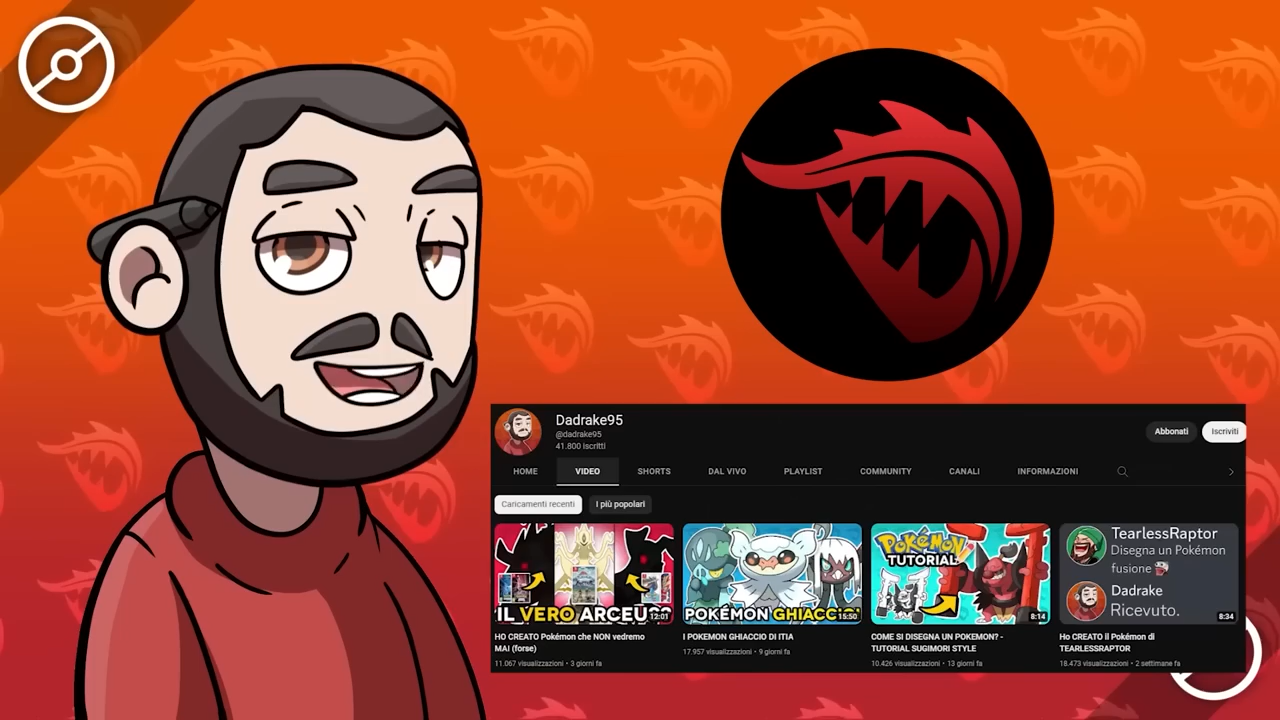 Dadrake95
@dadrake95
41.800 iscritti
Abbonati
Iscriviti
HOME VIDEO SHORTS DAL VIVO PLAYLIST COMMUNITY CANALI INFORMAZIONI
Caricamenti recenti
I più popolari
IL VERO ARCEUS
12:01
POKÉMON GHIACCIO
15:50
POKÉMON
TUTORIAL
8:14
TearlessRaptor
Disegna un Pokémon
fusione
Dadrake
Ricevuto.
8:34
HO CREATO Pokémon che NON vedremo
MAI (forse)
11.067 visualizzazioni • 3 giorni fa
I POKEMON GHIACCIO DI ITIA
17.957 visualizzazioni • 9 giorni fa
COME SI DISEGNA UN POKEMON? -
TUTORIAL SUGIMORI STYLE
10.426 visualizzazioni • 13 giorni fa
Ho CREATO il Pokémon di
TEARLESSRAPTOR
18.473 visualizzazioni • 2 settimane fa